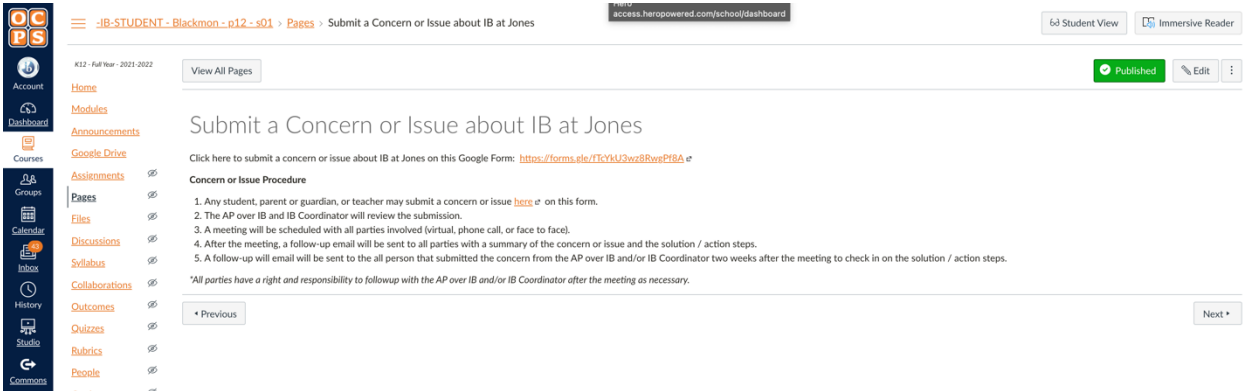 OC
PS
-IB-STUDENT - Blackmon - p12 - s01 > Pages > Submit a Concern or Issue about IB at Jones
Hero
access.heropowered.com/school/dashboard
Student View
Immersive Reader
Account
Dashboard
Courses
Groups
Calendar
43
Inbox
History
Studio
Commons
K12 - Full Year - 2021-2022
Home
Modules
Announcements
Google Drive
Assignments
Pages
Files
Discussions
Syllabus
Collaborations
Outcomes
Quizzes
Rubrics
People
View All Pages
Published
Edit
Submit a Concern or Issue about IB at Jones
Click here to submit a concern or issue about IB at Jones on this Google Form: https://forms.gle/fTcYkU3wz8RwgPf8A
Concern or Issue Procedure
1. Any student, parent or guardian, or teacher may submit a concern or issue here on this form.
2. The AP over IB and IB Coordinator will review the submission.
3. A meeting will be scheduled with all parties involved (virtual, phone call, or face to face).
4. After the meeting, a follow-up email will be sent to all parties with a summary of the concern or issue and the solution / action steps.
5. A follow-up will email will be sent to the all person that submitted the concern from the AP over IB and/or IB Coordinator two weeks after the meeting to check in on the solution / action steps.
*All parties have a right and responsibility to followup with the AP over IB and/or IB Coordinator after the meeting as necessary.
Previous
Next